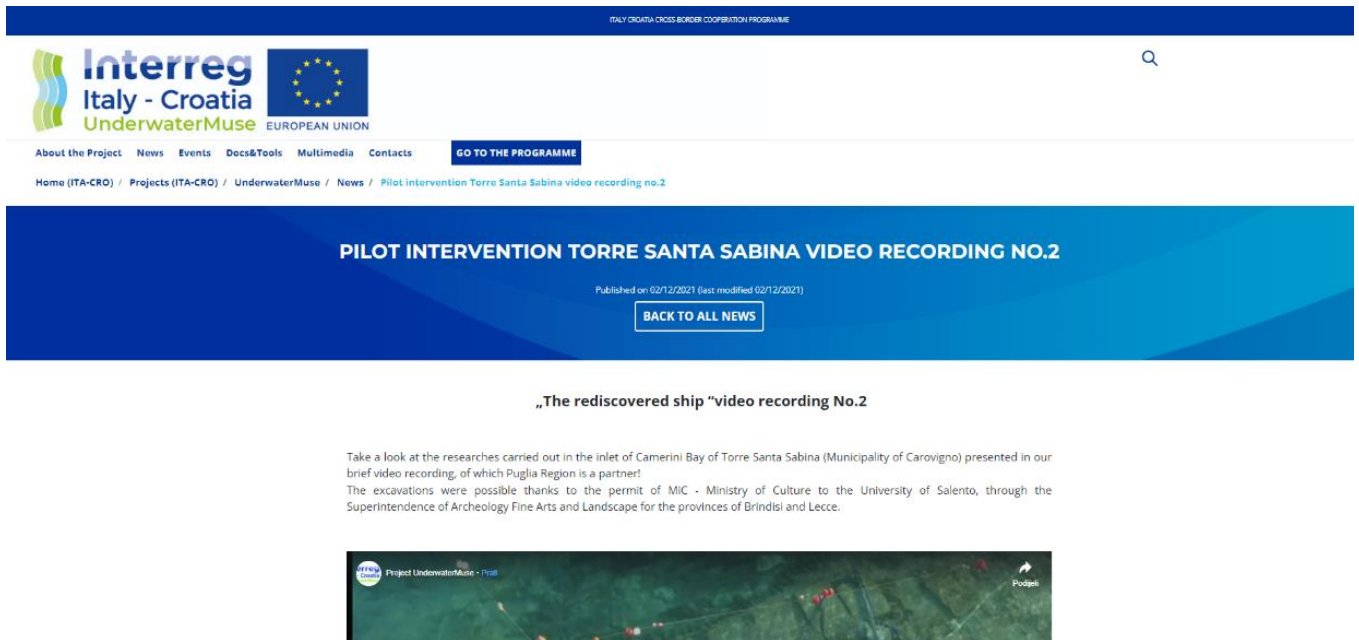 ITALY CROATIA CROSS-BORDER COOPERATION PROGRAMME
Interreg
Italy - Croatia
UnderwaterMuse EUROPEAN UNION
About the Project News Events Docs&Tools Multimedia Contacts GO TO THE PROGRAMME
Home (ITA-CRO) / Projects (ITA-CRO) / UnderwaterMuse / News / Pilot intervention Torre Santa Sabina video recording no.2
PILOT INTERVENTION TORRE SANTA SABINA VIDEO RECORDING NO.2
Published on 02/12/2021 (last modified 02/12/2021)
BACK TO ALL NEWS
„The rediscovered ship “video recording No.2
Take a look at the researches carried out in the inlet of Camerini Bay of Torre Santa Sabina (Municipality of Carovigno) presented in our
brief video recording, of which Puglia Region is a partner!
The excavations were possible thanks to the permit of MiC - Ministry of Culture to the University of Salento, through the
Superintendence of Archeology Fine Arts and Landscape for the provinces of Brindisi and Lecce.
Project UnderwaterMuse - Prati
Podijeli